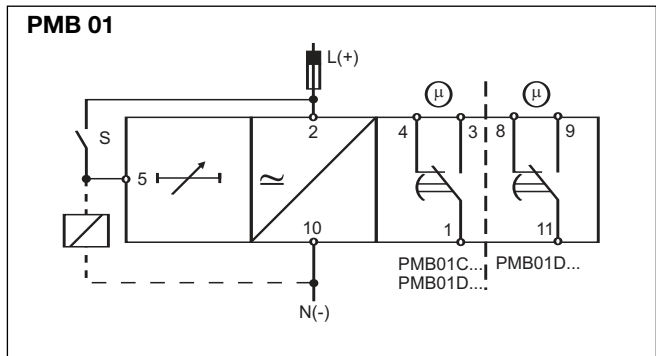 PMB 01
L(+)
μ μ
S
2 4 3 8 9
5
≃
10 1 11
PMB01C... PMB01D...
PMB01D...
N(-)